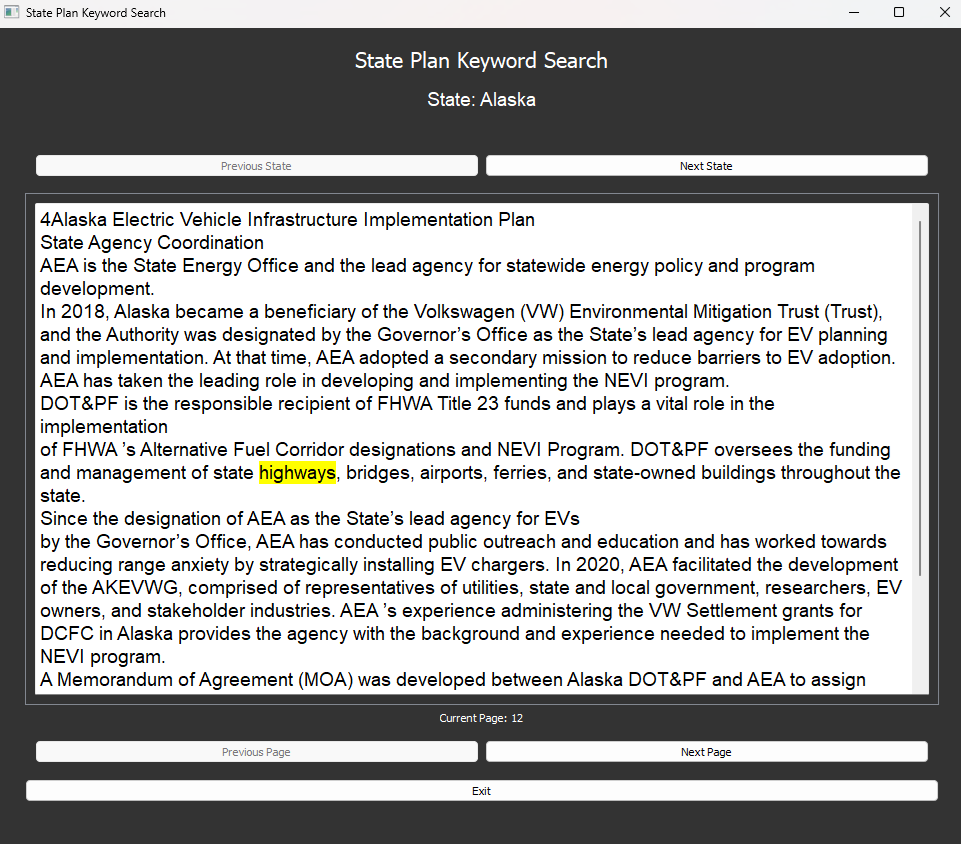 State Plan Keyword Search
State Plan Keyword Search
State: Alaska
Previous State
Next State
4Alaska Electric Vehicle Infrastructure Implementation Plan
State Agency Coordination
AEA is the State Energy Office and the lead agency for statewide energy policy and program
development.
In 2018, Alaska became a beneficiary of the Volkswagen (VW) Environmental Mitigation Trust (Trust),
and the Authority was designated by the Governor’s Office as the State’s lead agency for EV planning
and implementation. At that time, AEA adopted a secondary mission to reduce barriers to EV adoption.
AEA has taken the leading role in developing and implementing the NEVI program.
DOT&PF is the responsible recipient of FHWA Title 23 funds and plays a vital role in the
implementation
of FHWA ’s Alternative Fuel Corridor designations and NEVI Program. DOT&PF oversees the funding
and management of state highways, bridges, airports, ferries, and state-owned buildings throughout the
state.
Since the designation of AEA as the State’s lead agency for EVs
by the Governor’s Office, AEA has conducted public outreach and education and has worked towards
reducing range anxiety by strategically installing EV chargers. In 2020, AEA facilitated the development
of the AKEVWG, comprised of representatives of utilities, state and local government, researchers, EV
owners, and stakeholder industries. AEA ’s experience administering the VW Settlement grants for
DCFC in Alaska provides the agency with the background and experience needed to implement the
NEVI program.
A Memorandum of Agreement (MOA) was developed between Alaska DOT&PF and AEA to assign
Current Page: 12
Previous Page
Next Page
Exit